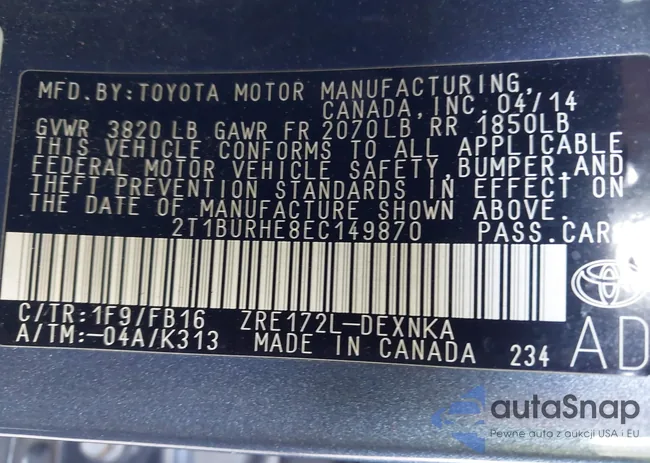 MFD. BY: TOYOTA MOTOR MANUFACTURING,
CANADA, INC. 04/14
GVWR 3820 LB GAWR FR 2070LB RR 1850LB
THIS VEHICLE CONFORMS TO ALL APPLICABLE
FEDERAL MOTOR VEHICLE SAFETY, BUMPER, AND
THEFT PREVENTION STANDARDS IN EFFECT ON
THE DATE OF MANUFACTURE SHOWN ABOVE.
2T1BURHE8EC149870 PASS. CAR
C/TR: 1F9/FB16 ZRE172L-DEXNKA
A/TM:-04A/K313 MADE IN CANADA 234 AD
autaSnap
Pewne auta z aukcji USA i EU